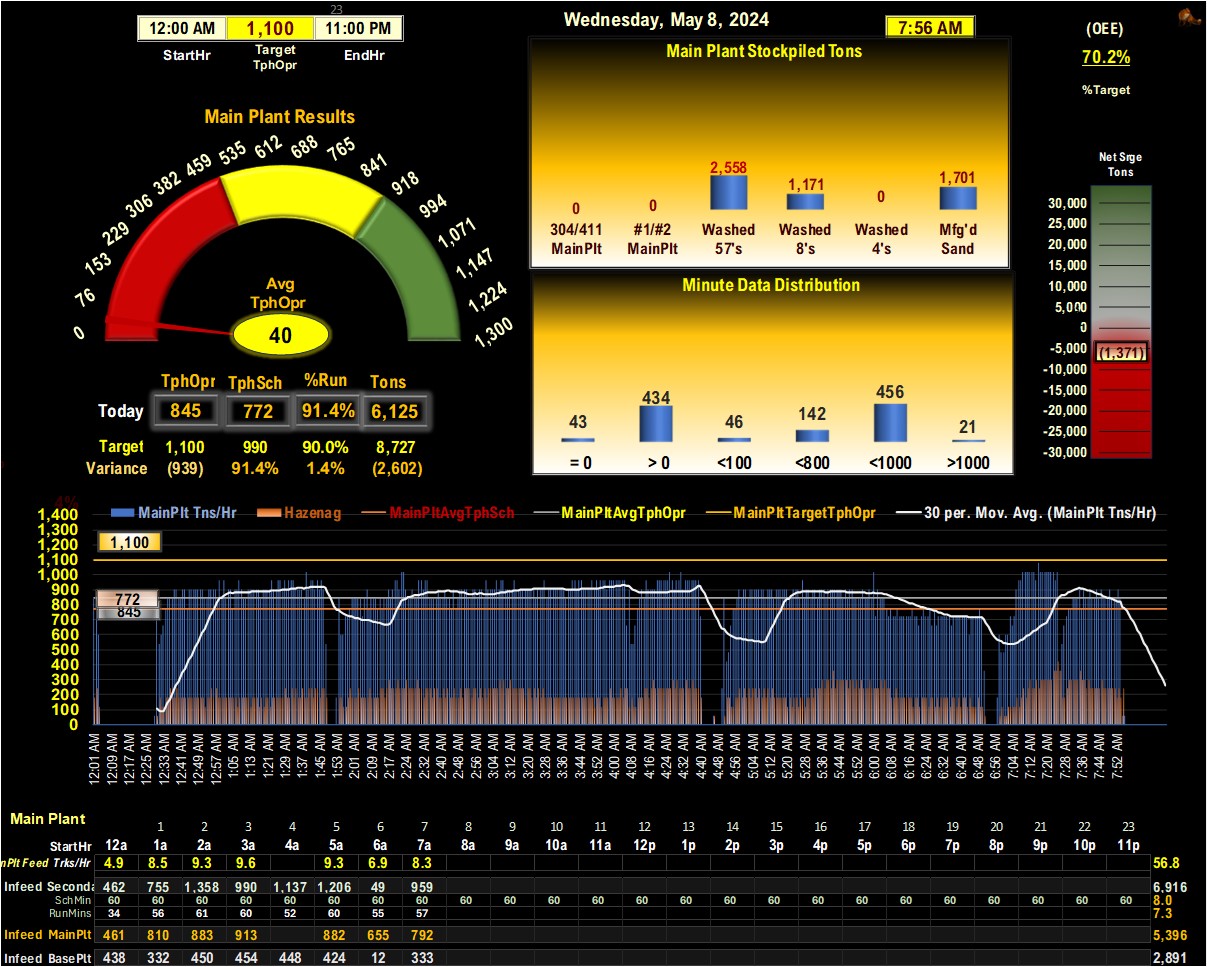 23
12:00 AM 1,100 11:00 PM
StartHr Target TphOpr EndHr
Wednesday, May 8, 2024
7:56 AM
(OEE)
70.2%
%Target
Main Plant Stockpiled Tons
0 0 2,558 1,171 0 1,701
304/411 #1/#2 Washed Washed Washed Mfg'd
MainPlt MainPlt 57's 8's 4's Sand
Main Plant Results
0 76 153 229 306 382 459 535 612 688 765 841 918 994 1,071 1,147 1,224 1,300
Avg
TphOpr
40
Minute Data Distribution
43 434 46 142 456 21
= 0 > 0 <100 <800 <1000 >1000
Net Srge
Tons
30,000
25,000
20,000
15,000
10,000
5,000
0
-5,000
(1,371)
-10,000
-15,000
-20,000
-25,000
-30,000
TphOpr TphSch %Run Tons
Today 845 772 91.4% 6,125
Target 1,100 990 90.0% 8,727
Variance (939) 91.4% 1.4% (2,602)
4%
MainPlt Tns/Hr Hazenag MainPltAvgTphSch MainPltAvgTphOpr MainPltTargetTphOpr 30 per. Mov. Avg. (MainPlt Tns/Hr)
1,400
1,300
1,200
1,100
1,000
900
800
700
600
500
400
300
200
100
0
1,100
772
845
12:01 AM 12:09 AM 12:17 AM 12:25 AM 12:33 AM 12:41 AM 12:49 AM 12:57 AM 1:05 AM 1:13 AM 1:21 AM 1:29 AM 1:37 AM 1:45 AM 1:53 AM 2:01 AM 2:09 AM 2:17 AM 2:24 AM 2:32 AM 2:40 AM 2:48 AM 2:56 AM 3:04 AM 3:12 AM 3:20 AM 3:28 AM 3:36 AM 3:44 AM 3:52 AM 4:00 AM 4:08 AM 4:16 AM 4:24 AM 4:32 AM 4:40 AM 4:48 AM 4:56 AM 5:04 AM 5:12 AM 5:20 AM 5:28 AM 5:36 AM 5:44 AM 5:52 AM 6:00 AM 6:08 AM 6:16 AM 6:24 AM 6:32 AM 6:40 AM 6:48 AM 6:56 AM 7:04 AM 7:12 AM 7:20 AM 7:28 AM 7:36 AM 7:44 AM 7:52 AM
Main Plant
1 2 3 4 5 6 7 8 9 10 11 12 13 14 15 16 17 18 19 20 21 22 23
StartHr 12a 1a 2a 3a 4a 5a 6a 7a 8a 9a 10a 11a 12p 1p 2p 3p 4p 5p 6p 7p 8p 9p 10p 11p
nPlt Feed Trks/Hr 4.9 8.5 9.3 9.6 9.3 6.9 8.3 56.8
Infeed Seconda 462 755 1,358 990 1,137 1,206 49 959 6,916
SchMin 60 60 60 60 60 60 60 60 60 60 60 60 60 60 60 60 60 60 60 60 60 60 60 60 8.0
RunMins 34 56 61 60 52 60 55 57 7.3
Infeed MainPlt 461 810 883 913 882 655 792 5,396
Infeed BasePlt 438 332 450 454 448 424 12 333 2,891